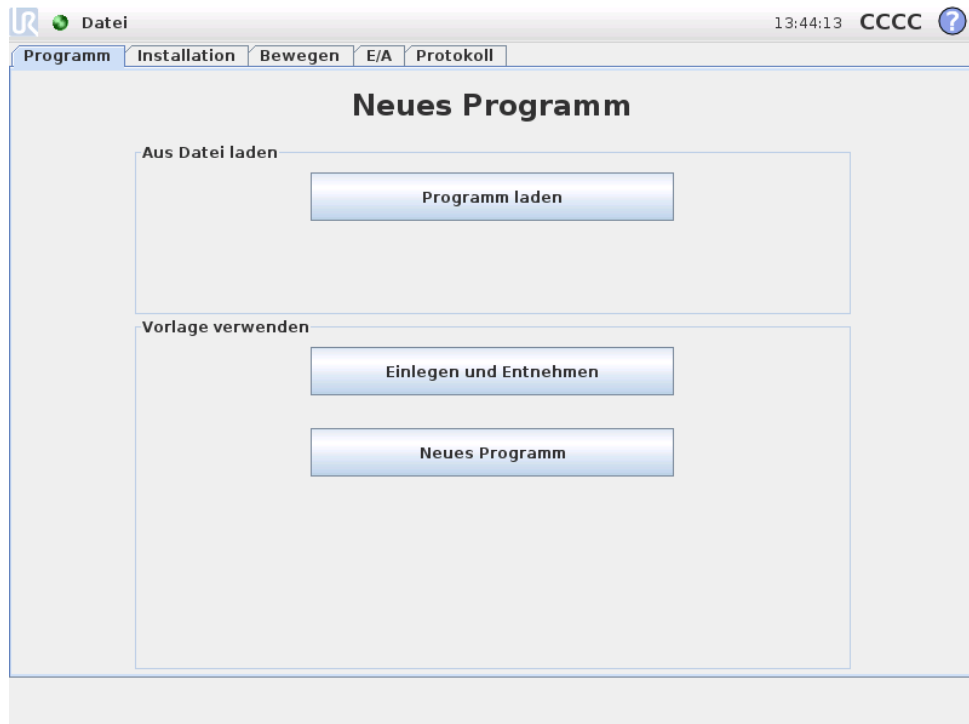 UR Datei 13:44:13 CCCC ?
Programm Installation Bewegen E/A Protokoll
Neues Programm
Aus Datei laden
Programm laden
Vorlage verwenden
Einlegen und Entnehmen
Neues Programm